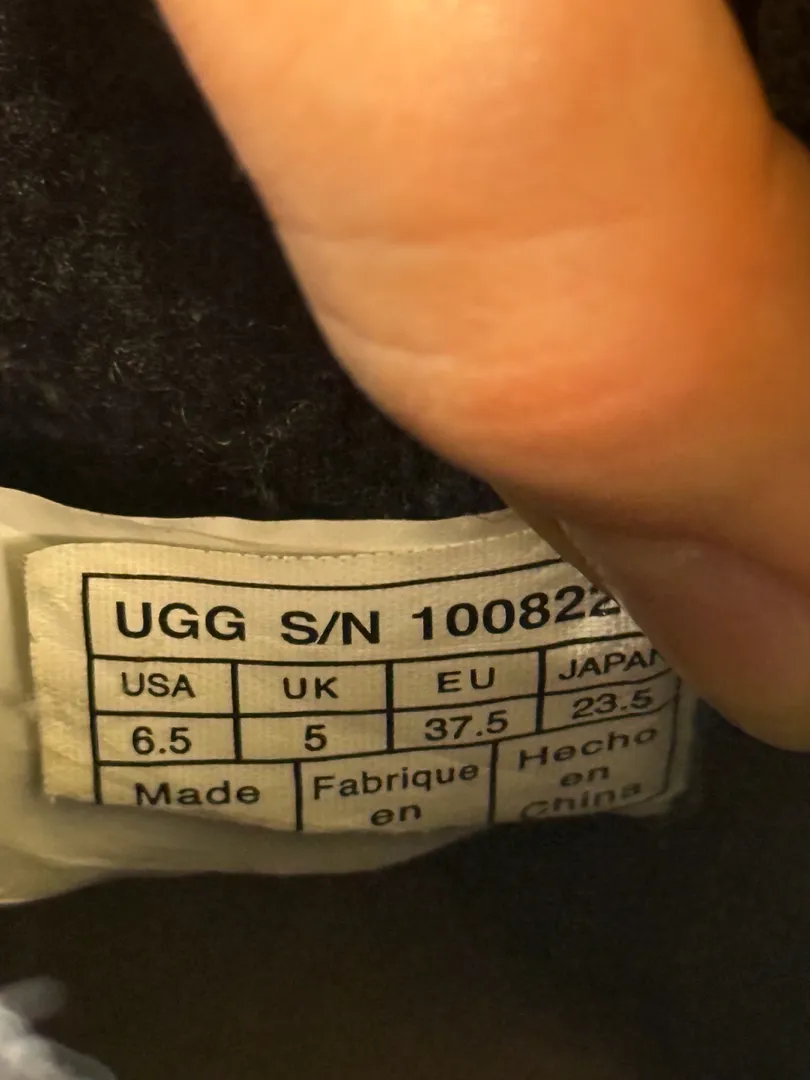 UGG S/N 100822
USA UK EU JAPAN
6.5 5 37.5 23.5
Made Fabrique Hecho
en en
China